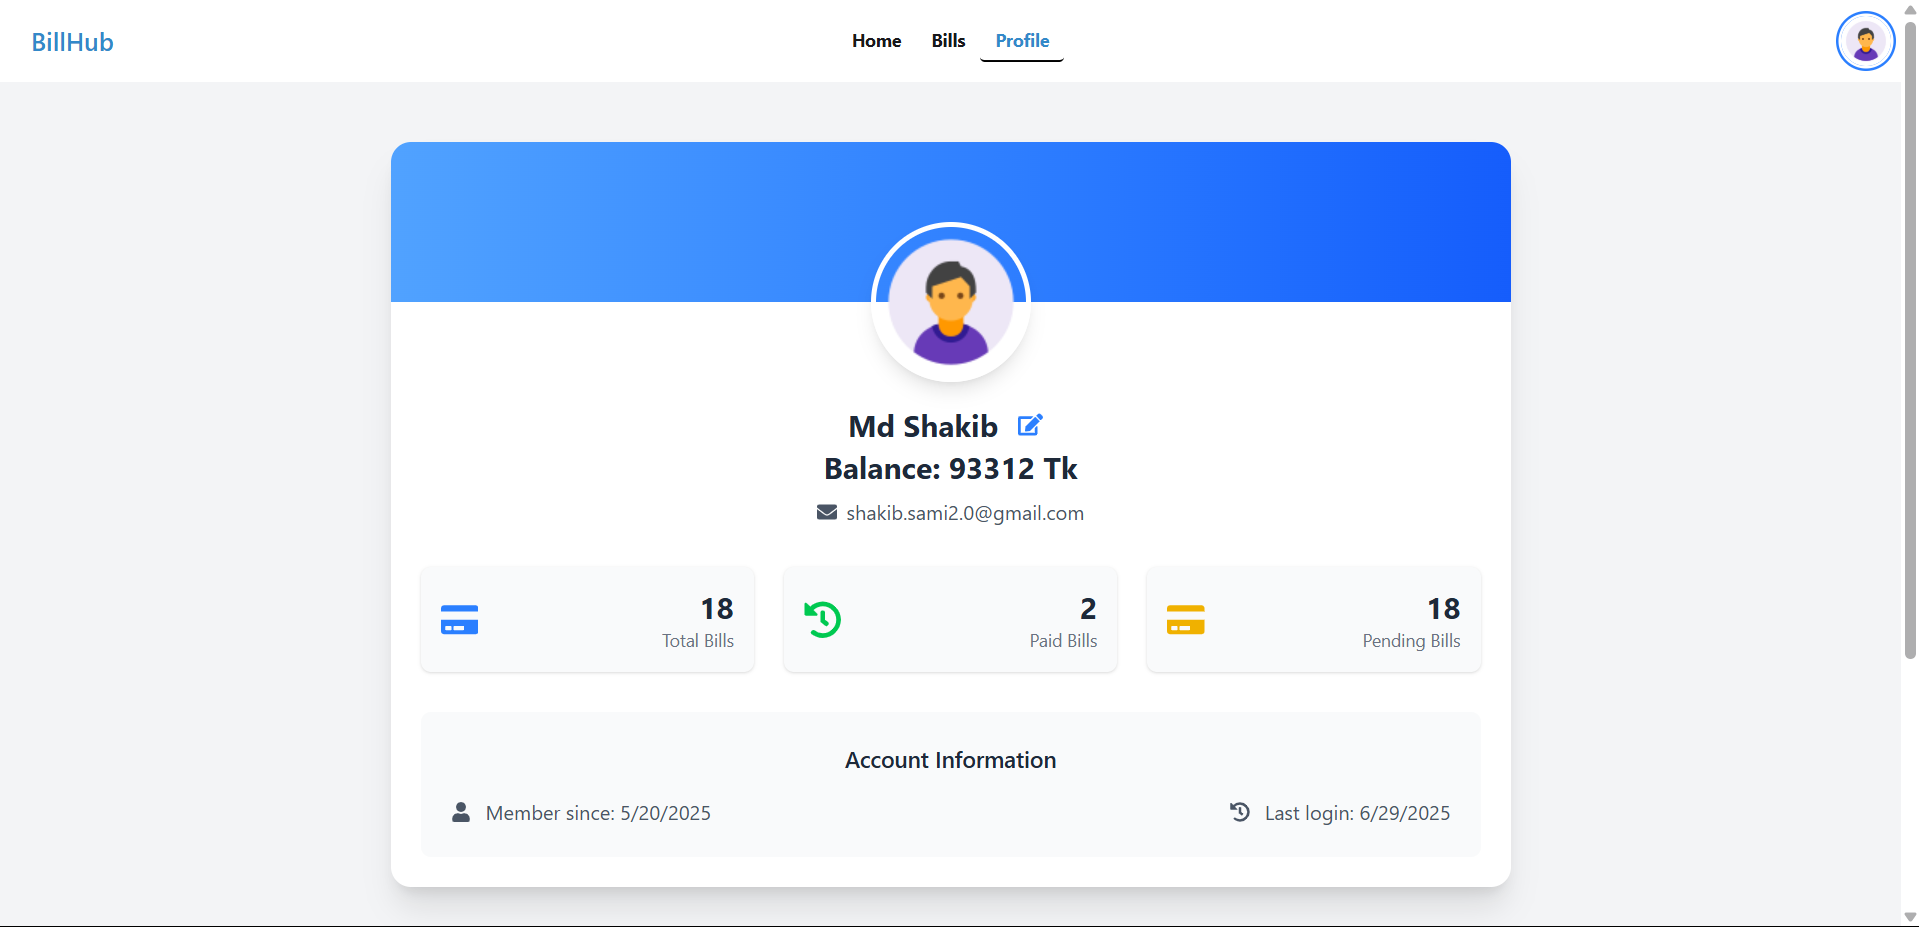 BillHub
Home Bills Profile
Md Shakib
Balance: 93312 Tk
shakib.sami2.0@gmail.com
18
Total Bills
2
Paid Bills
18
Pending Bills
Account Information
Member since: 5/20/2025
Last login: 6/29/2025